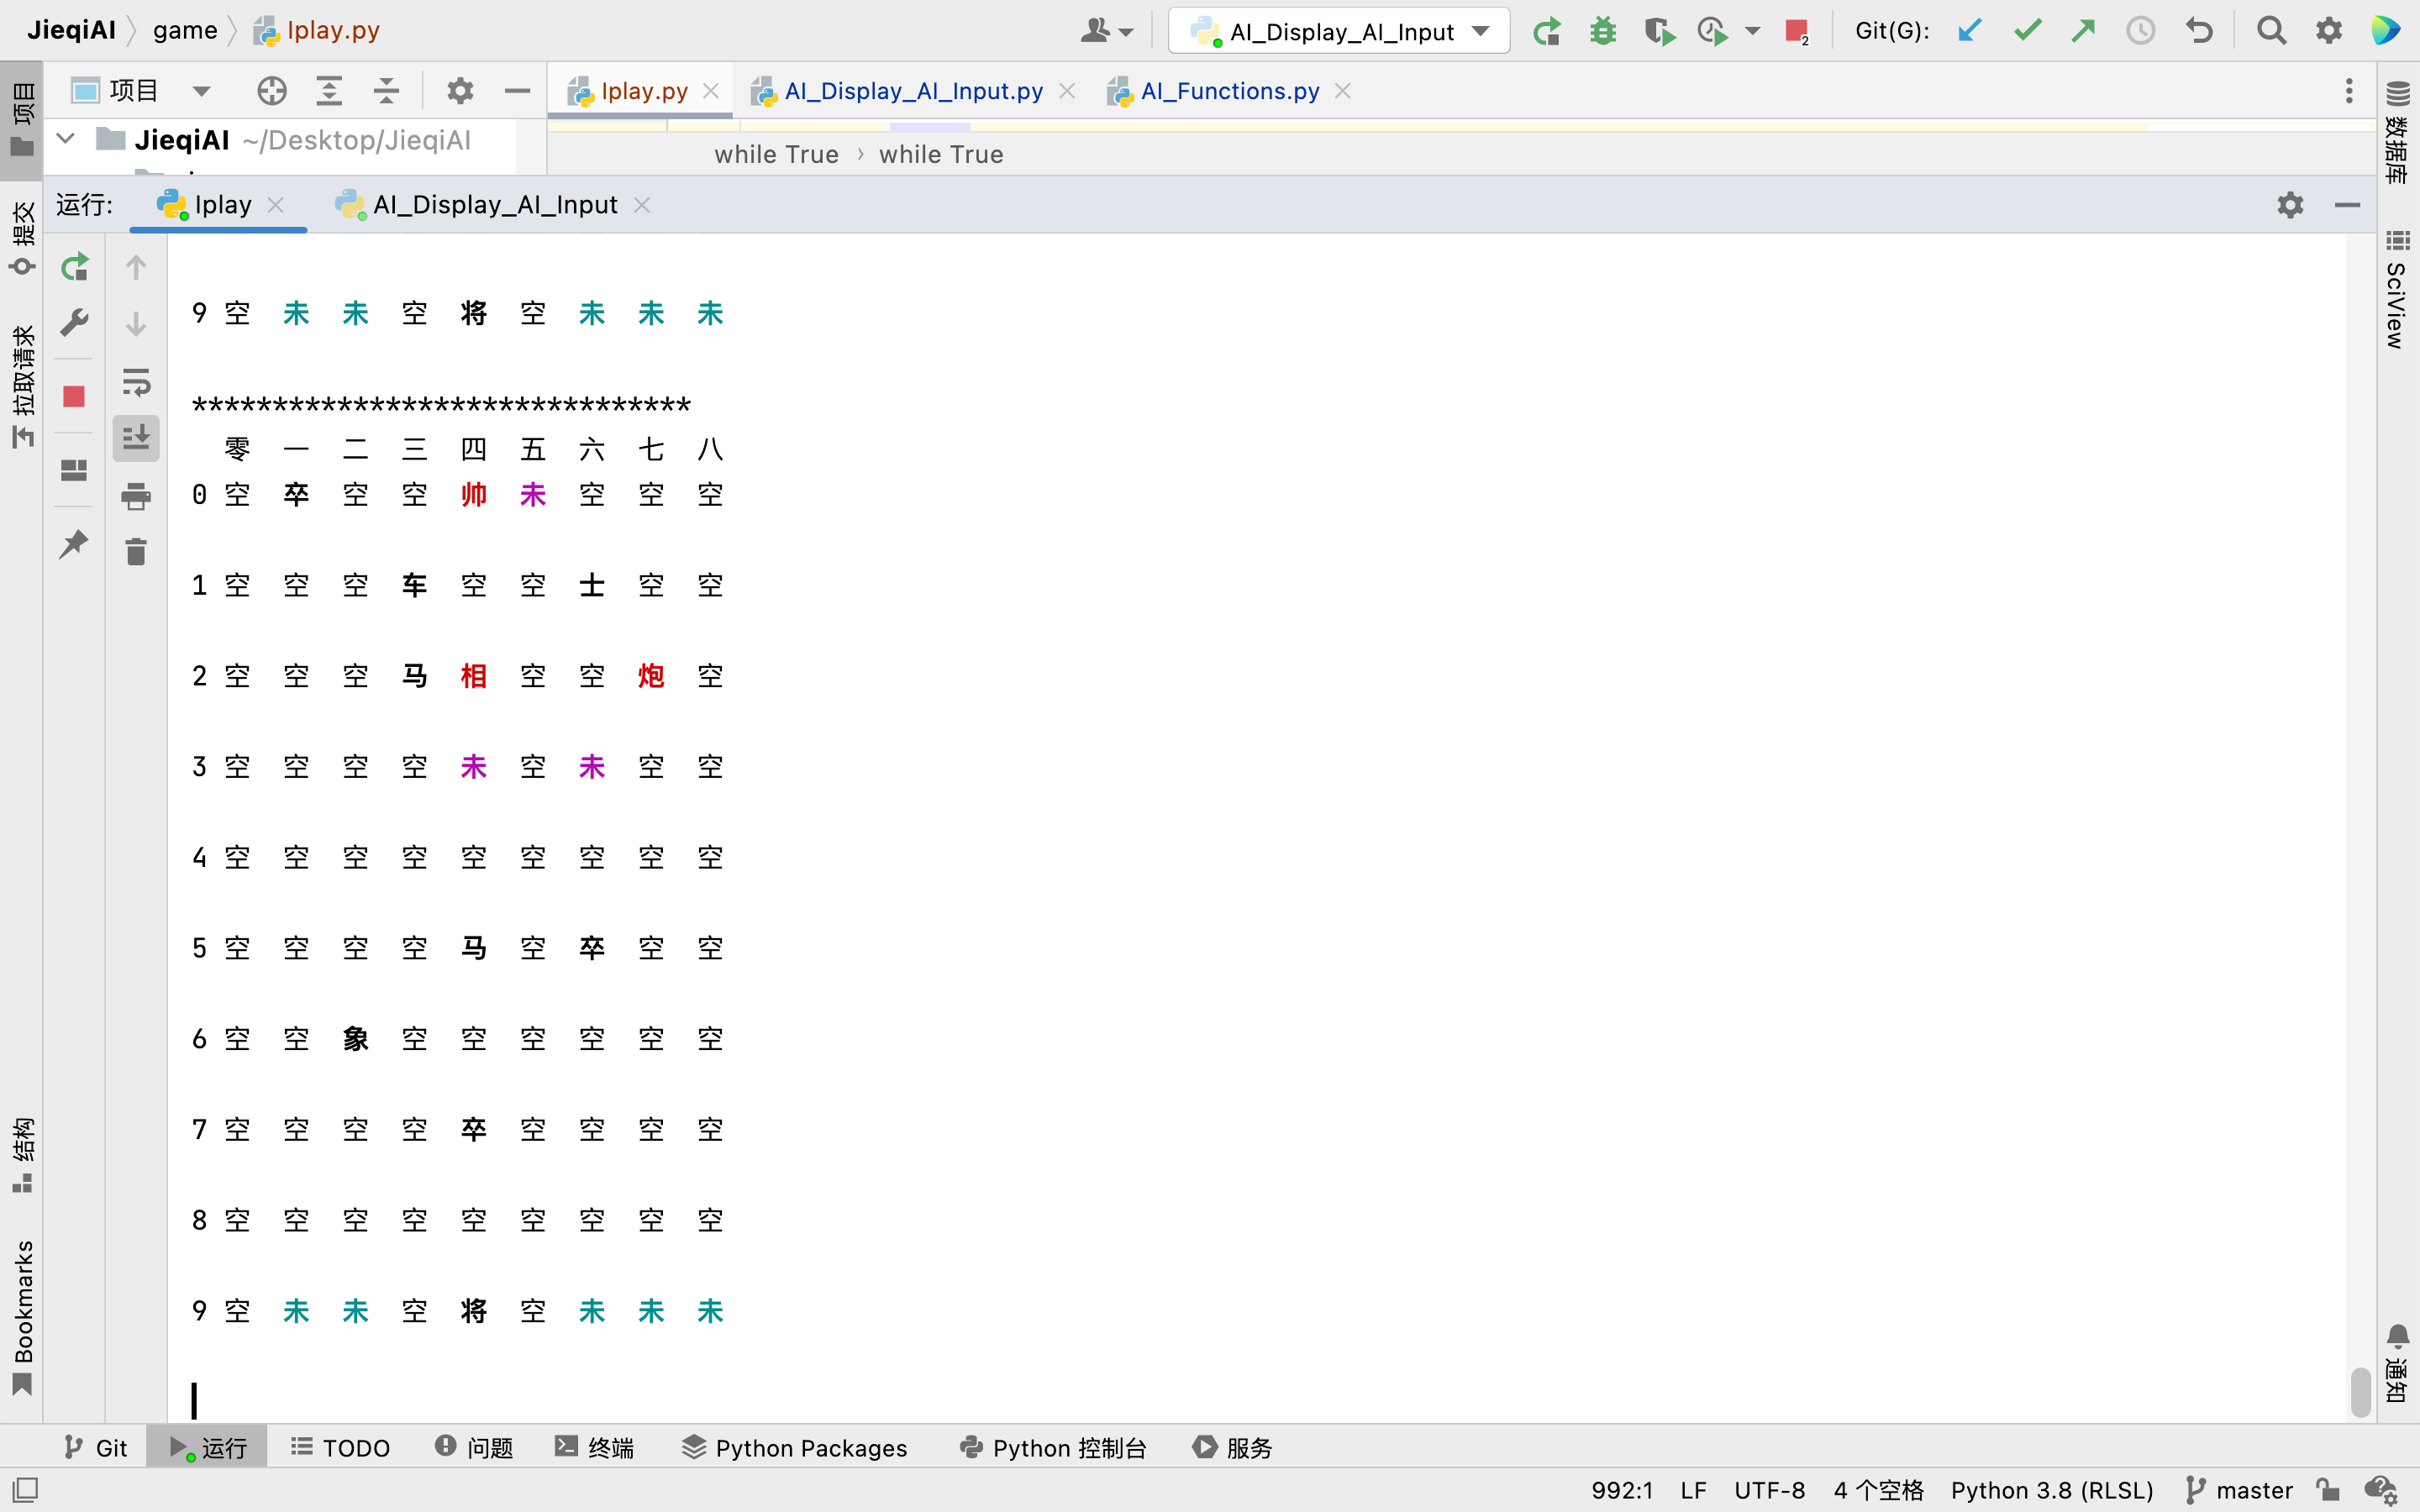 JieqiAI game Iplay.py AI_Display_AI_Input 2 Git(G):
项目 Iplay.py AI_Display_AI_Input.py AI_Functions.py
JieqiAI ~/Desktop/JieqiAI
while True › while True
运行: Iplay AI_Display_AI_Input
9 空 未 未 空 将 空 未 未 未
*******************************
零 一 二 三 四 五 六 七 八
0 空 卒 空 空 帅 未 空 空 空
1 空 空 空 车 空 空 士 空 空
2 空 空 空 马 相 空 空 炮 空
3 空 空 空 空 未 空 未 空 空
4 空 空 空 空 空 空 空 空 空
5 空 空 空 空 马 空 卒 空 空
6 空 空 象 空 空 空 空 空 空
7 空 空 空 空 卒 空 空 空 空
8 空 空 空 空 空 空 空 空 空
9 空 未 未 空 将 空 未 未 未
项目
提交
拉取请求
结构
Bookmarks
数据库
SciView
通知
Git 运行 TODO 问题 终端 Python Packages Python 控制台 服务
992:1 LF UTF-8 4 个空格 Python 3.8 (RLSL) master